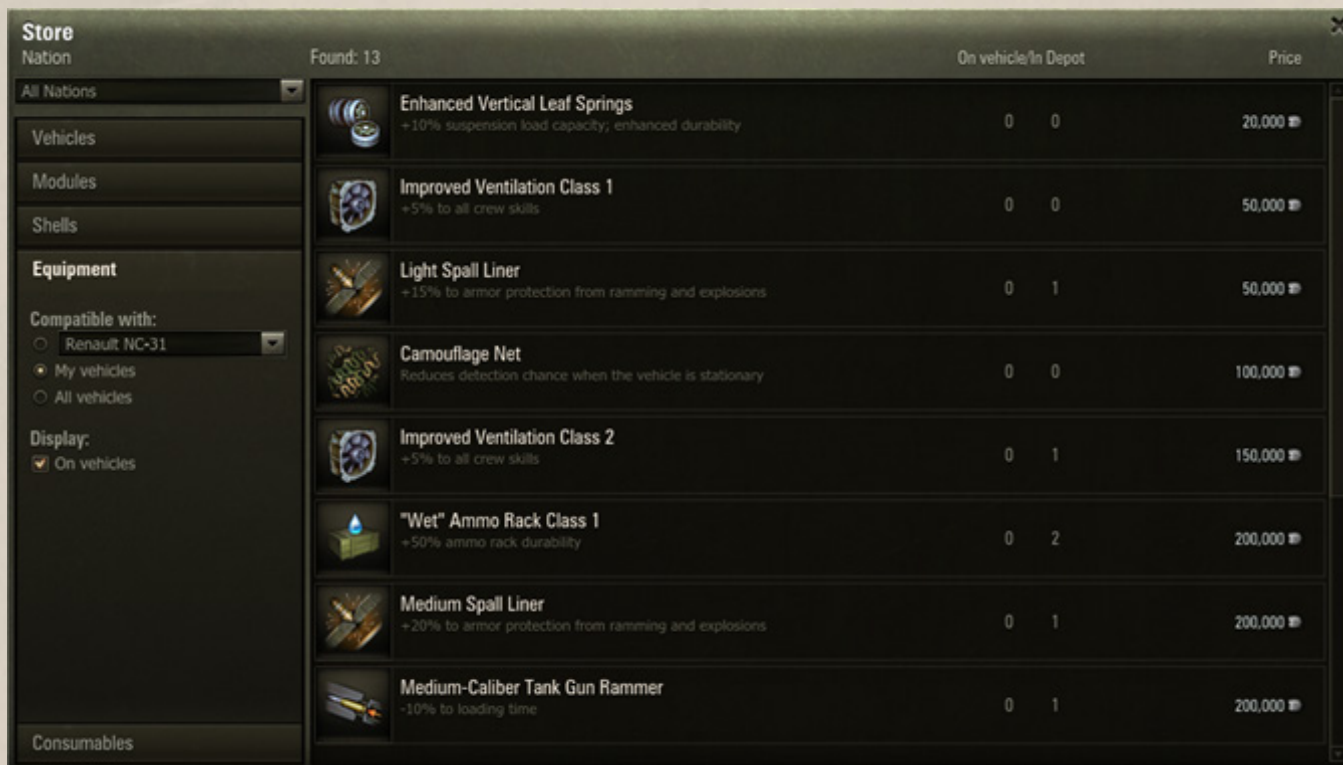 Store
Nation
All Nations
Vehicles
Modules
Shells
Equipment
Compatible with:
Renault NC-31
My vehicles
All vehicles
Display:
On vehicles
Consumables
Found: 13 On vehicle/In Depot Price
Enhanced Vertical Leaf Springs
+10% suspension load capacity; enhanced durability
0 0 20,000
Improved Ventilation Class 1
+5% to all crew skills
0 0 50,000
Light Spall Liner
+15% to armor protection from ramming and explosions
0 1 50,000
Camouflage Net
Reduces detection chance when the vehicle is stationary
0 0 100,000
Improved Ventilation Class 2
+5% to all crew skills
0 1 150,000
"Wet" Ammo Rack Class 1
+50% ammo rack durability
0 2 200,000
Medium Spall Liner
+20% to armor protection from ramming and explosions
0 1 200,000
Medium-Caliber Tank Gun Rammer
-10% to loading time
0 1 200,000